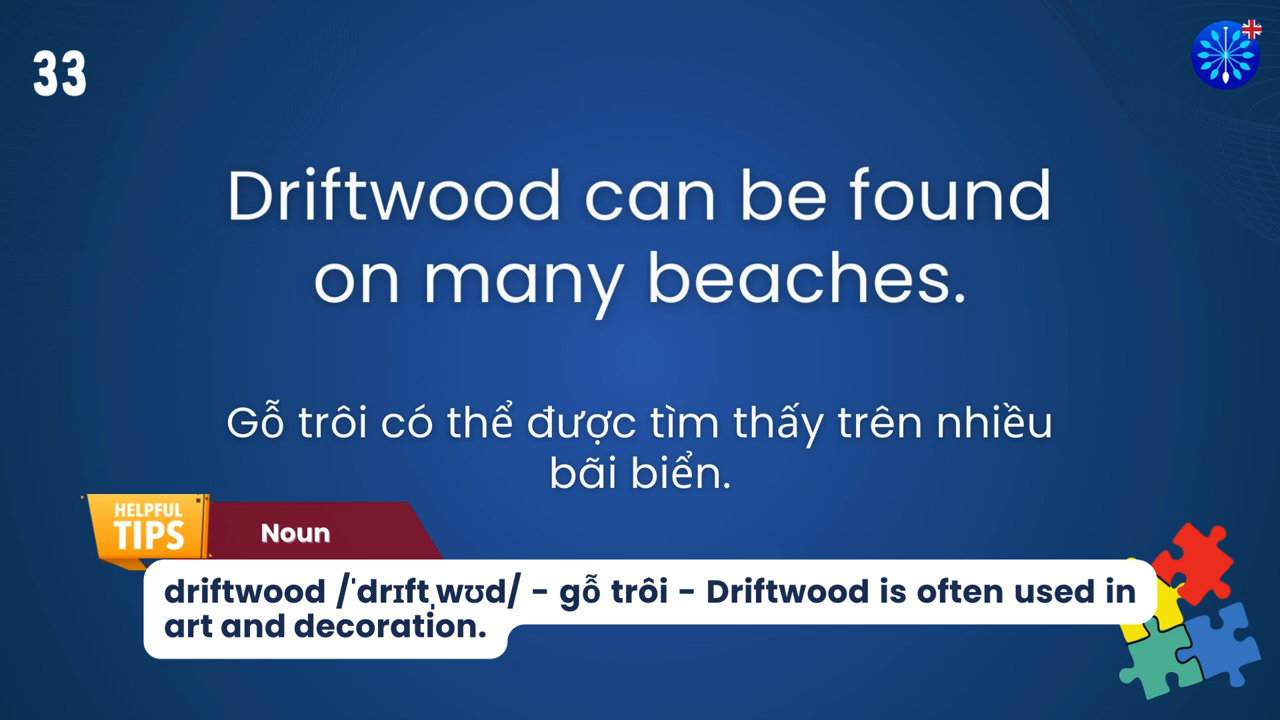 33
Driftwood can be found
on many beaches.
Gỗ trôi có thể được tìm thấy trên nhiều
bãi biển.
HELPFUL
TIPS
Noun
driftwood /ˈdrɪftˌwʊd/ - gỗ trôi - Driftwood is often used in
art and decoration.